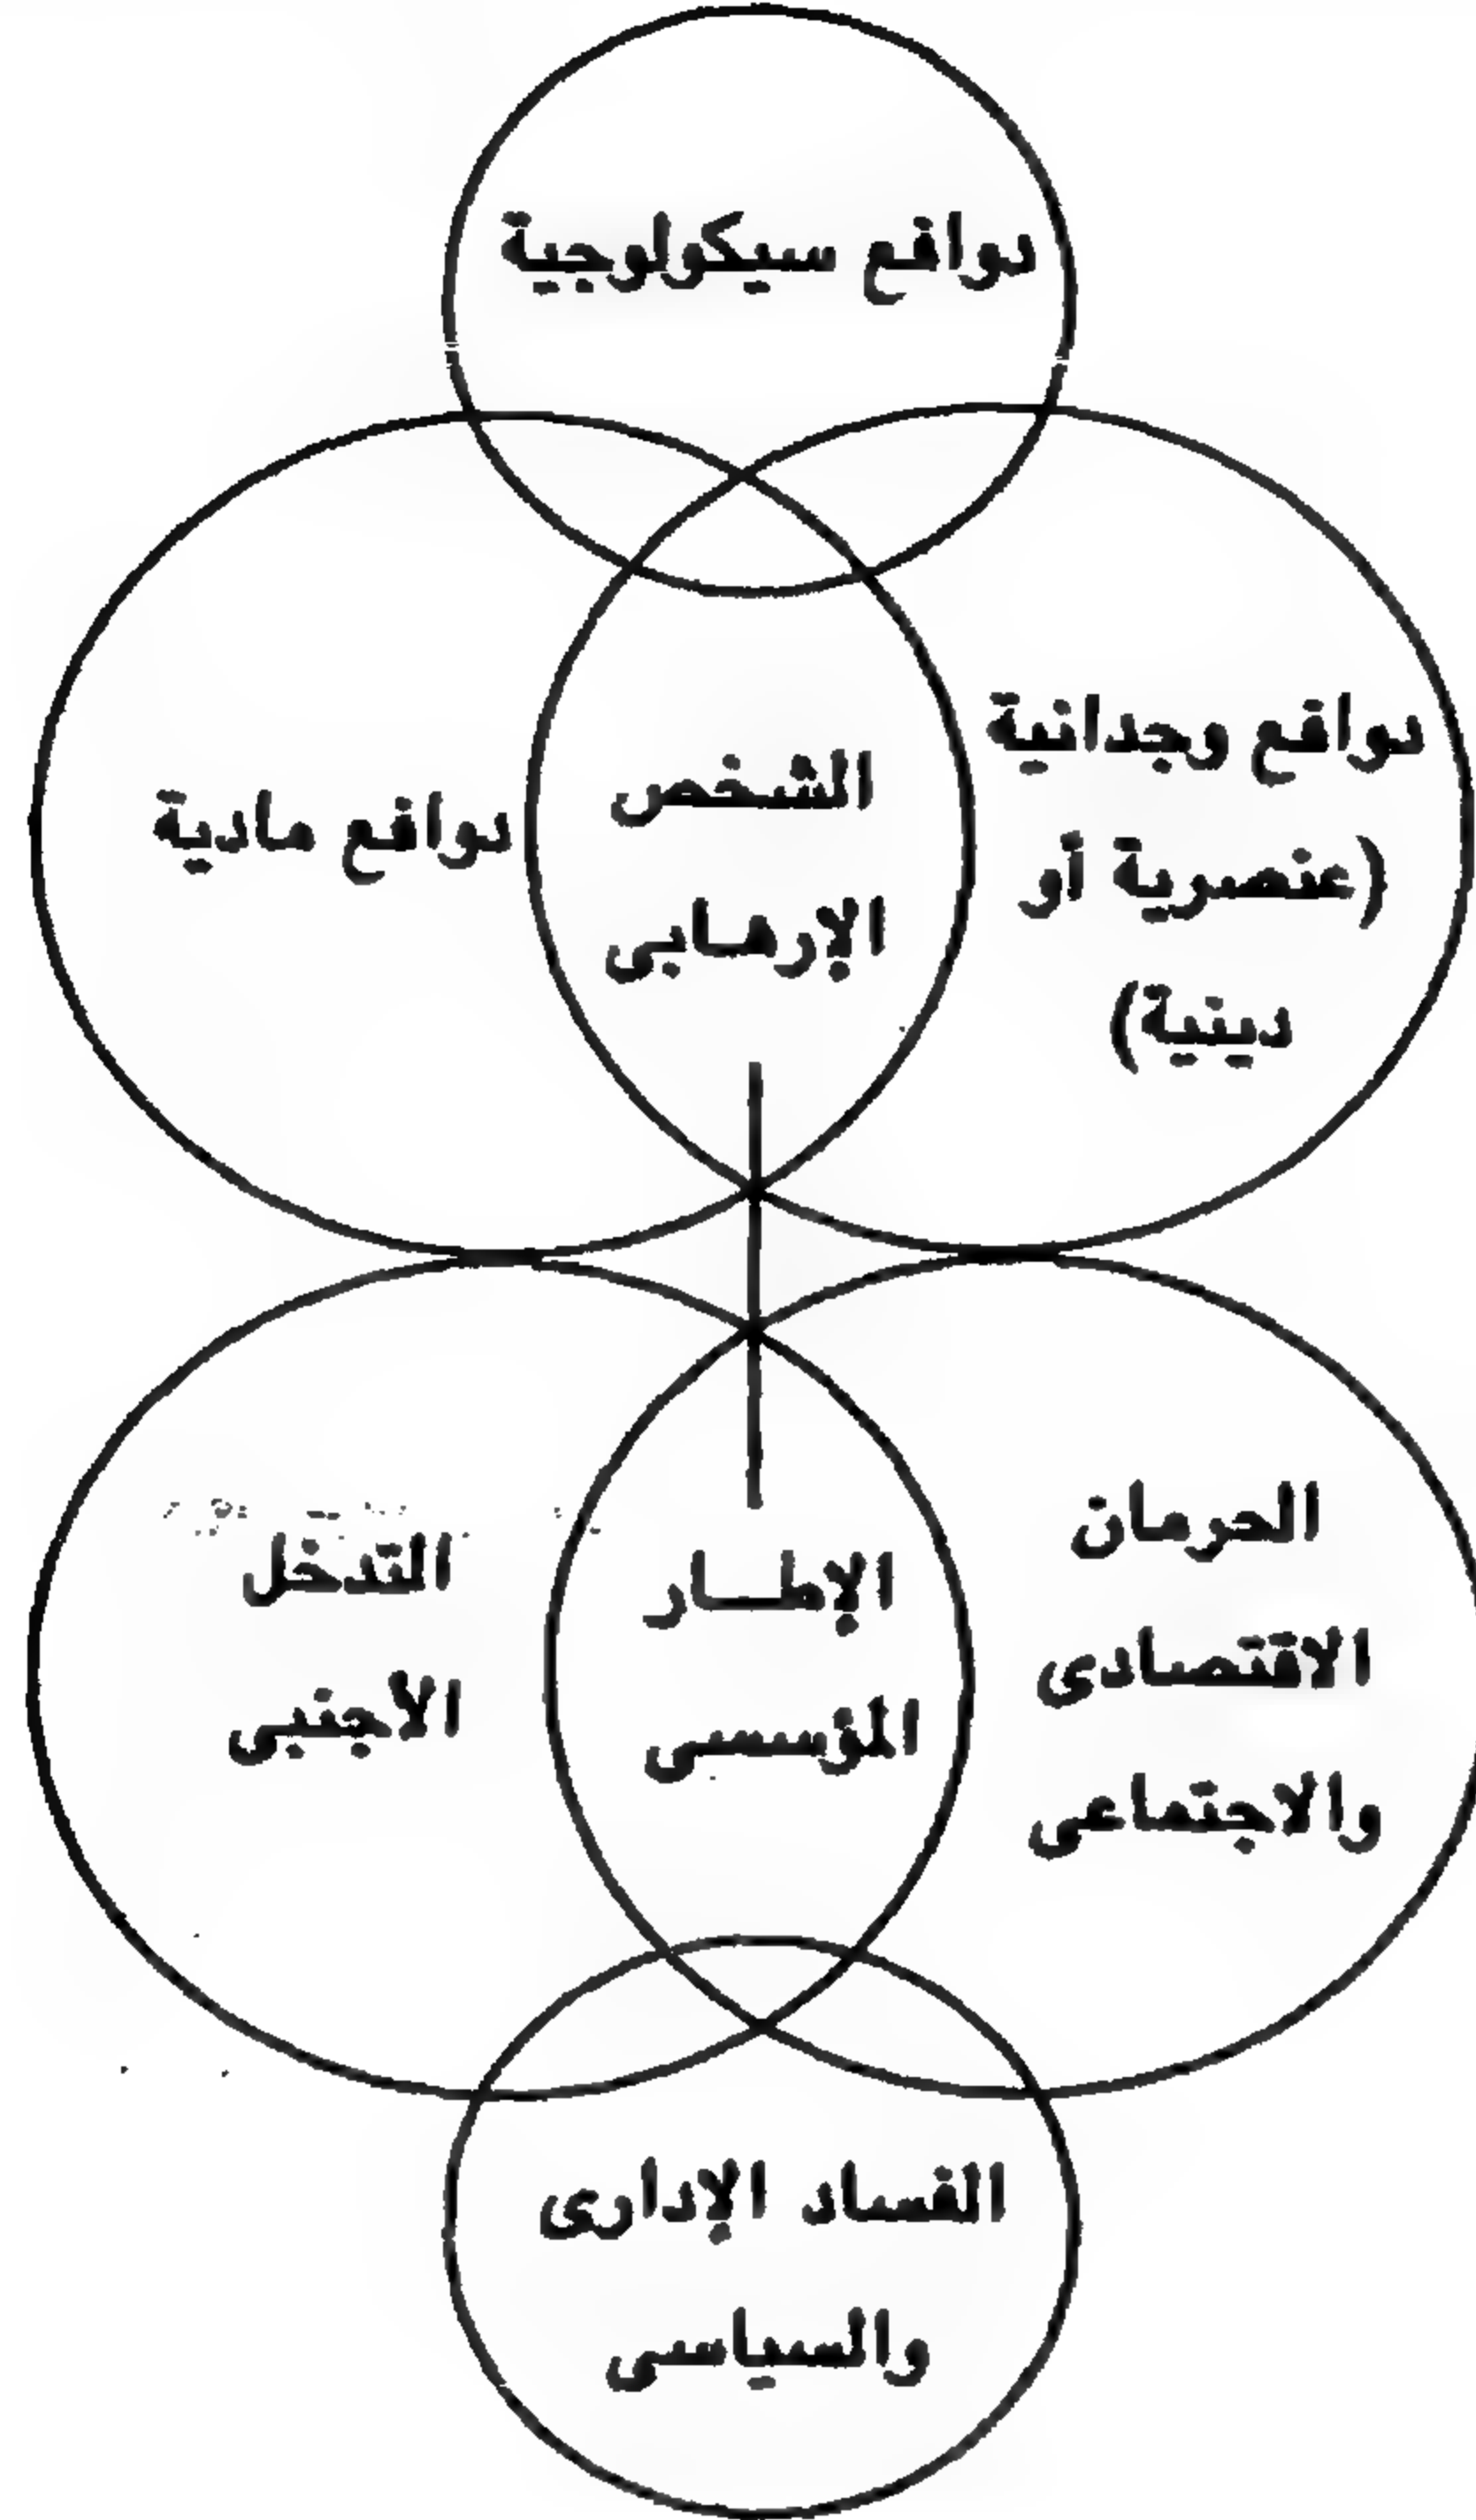 دوافع سيكولوجية
دوافع وجدانية
(عنصرية أو
دينية)
الشخص
الإرهابى
دوافع مادية
الحرمان
الاقتصادى
والاجتماعى
الإطار
المؤسسى
التدخل
الاجنبى
الفساد الإدارى
والسياسى